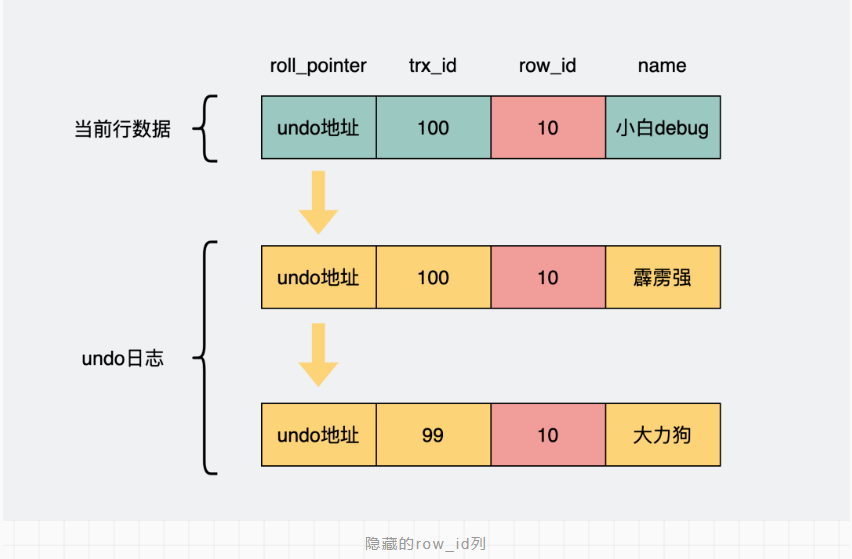 roll_pointer trx_id row_id name
当前行数据 undo地址 100 10 小白debug
undo地址 100 10 霹雳强
undo日志
undo地址 99 10 大力狗
隐藏的row_id列